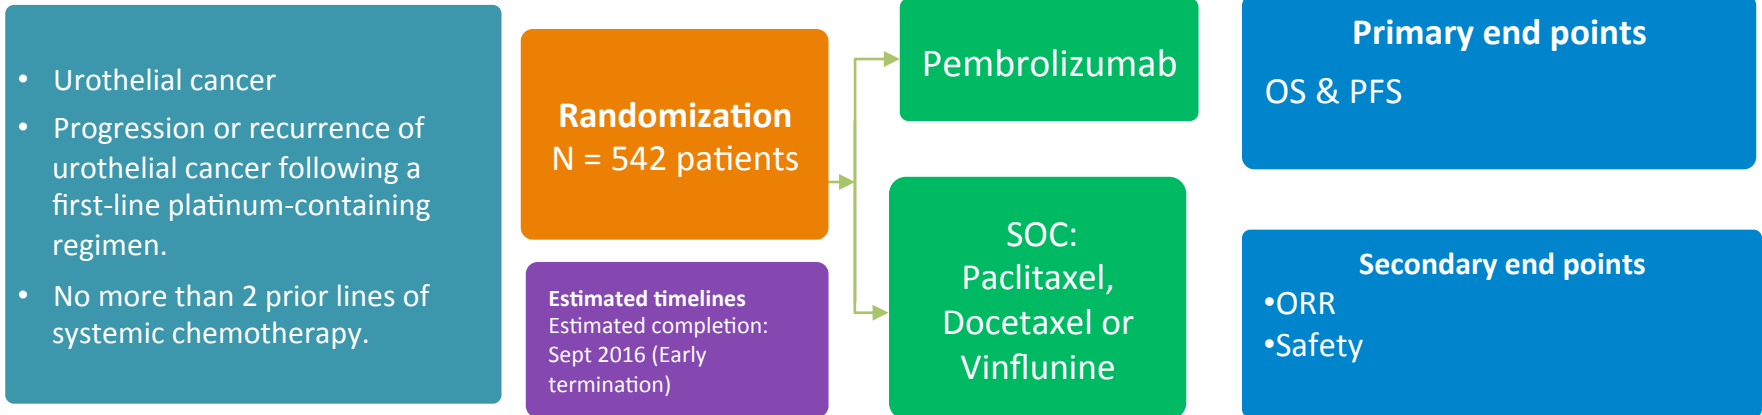 • Urothelial cancer
• Progression or recurrence of
urothelial cancer following a
first-line platinum-containing
regimen.
• No more than 2 prior lines of
systemic chemotherapy.
Randomization
N = 542 patients
Estimated timelines
Estimated completion:
Sept 2016 (Early
termination)
Pembrolizumab
SOC:
Paclitaxel,
Docetaxel or
Vinflunine
Primary end points
OS & PFS
Secondary end points
•ORR
•Safety